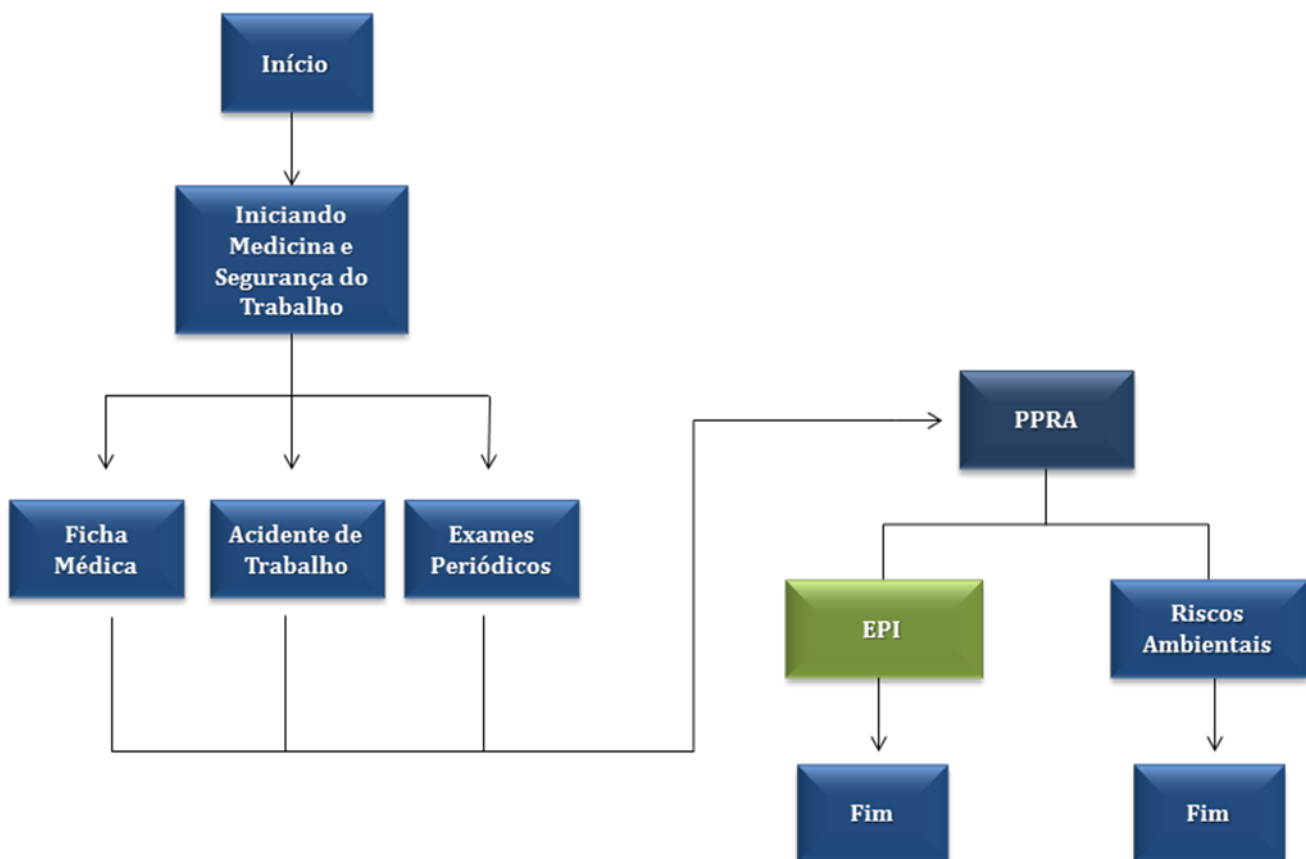 Início
Iniciando
Medicina e
Segurança do
Trabalho
Ficha
Médica
Acidente de
Trabalho
Exames
Periódicos
PPRA
EPI
Riscos
Ambientais
Fim
Fim